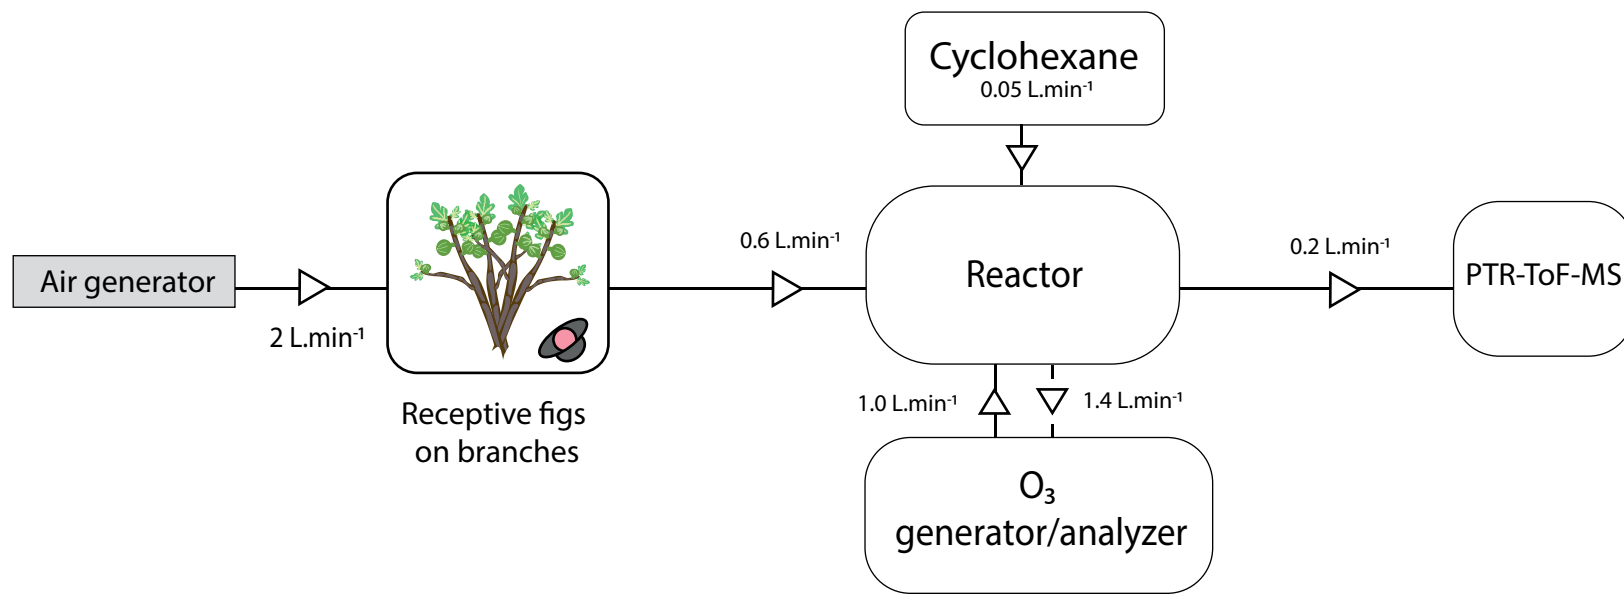 Cyclohexane
0.05 L.min⁻¹
0.6 L.min⁻¹
0.2 L.min⁻¹
Air generator
Reactor
PTR-ToF-MS
2 L.min⁻¹
1.0 L.min⁻¹
1.4 L.min⁻¹
Receptive figs
on branches
O₃
generator/analyzer